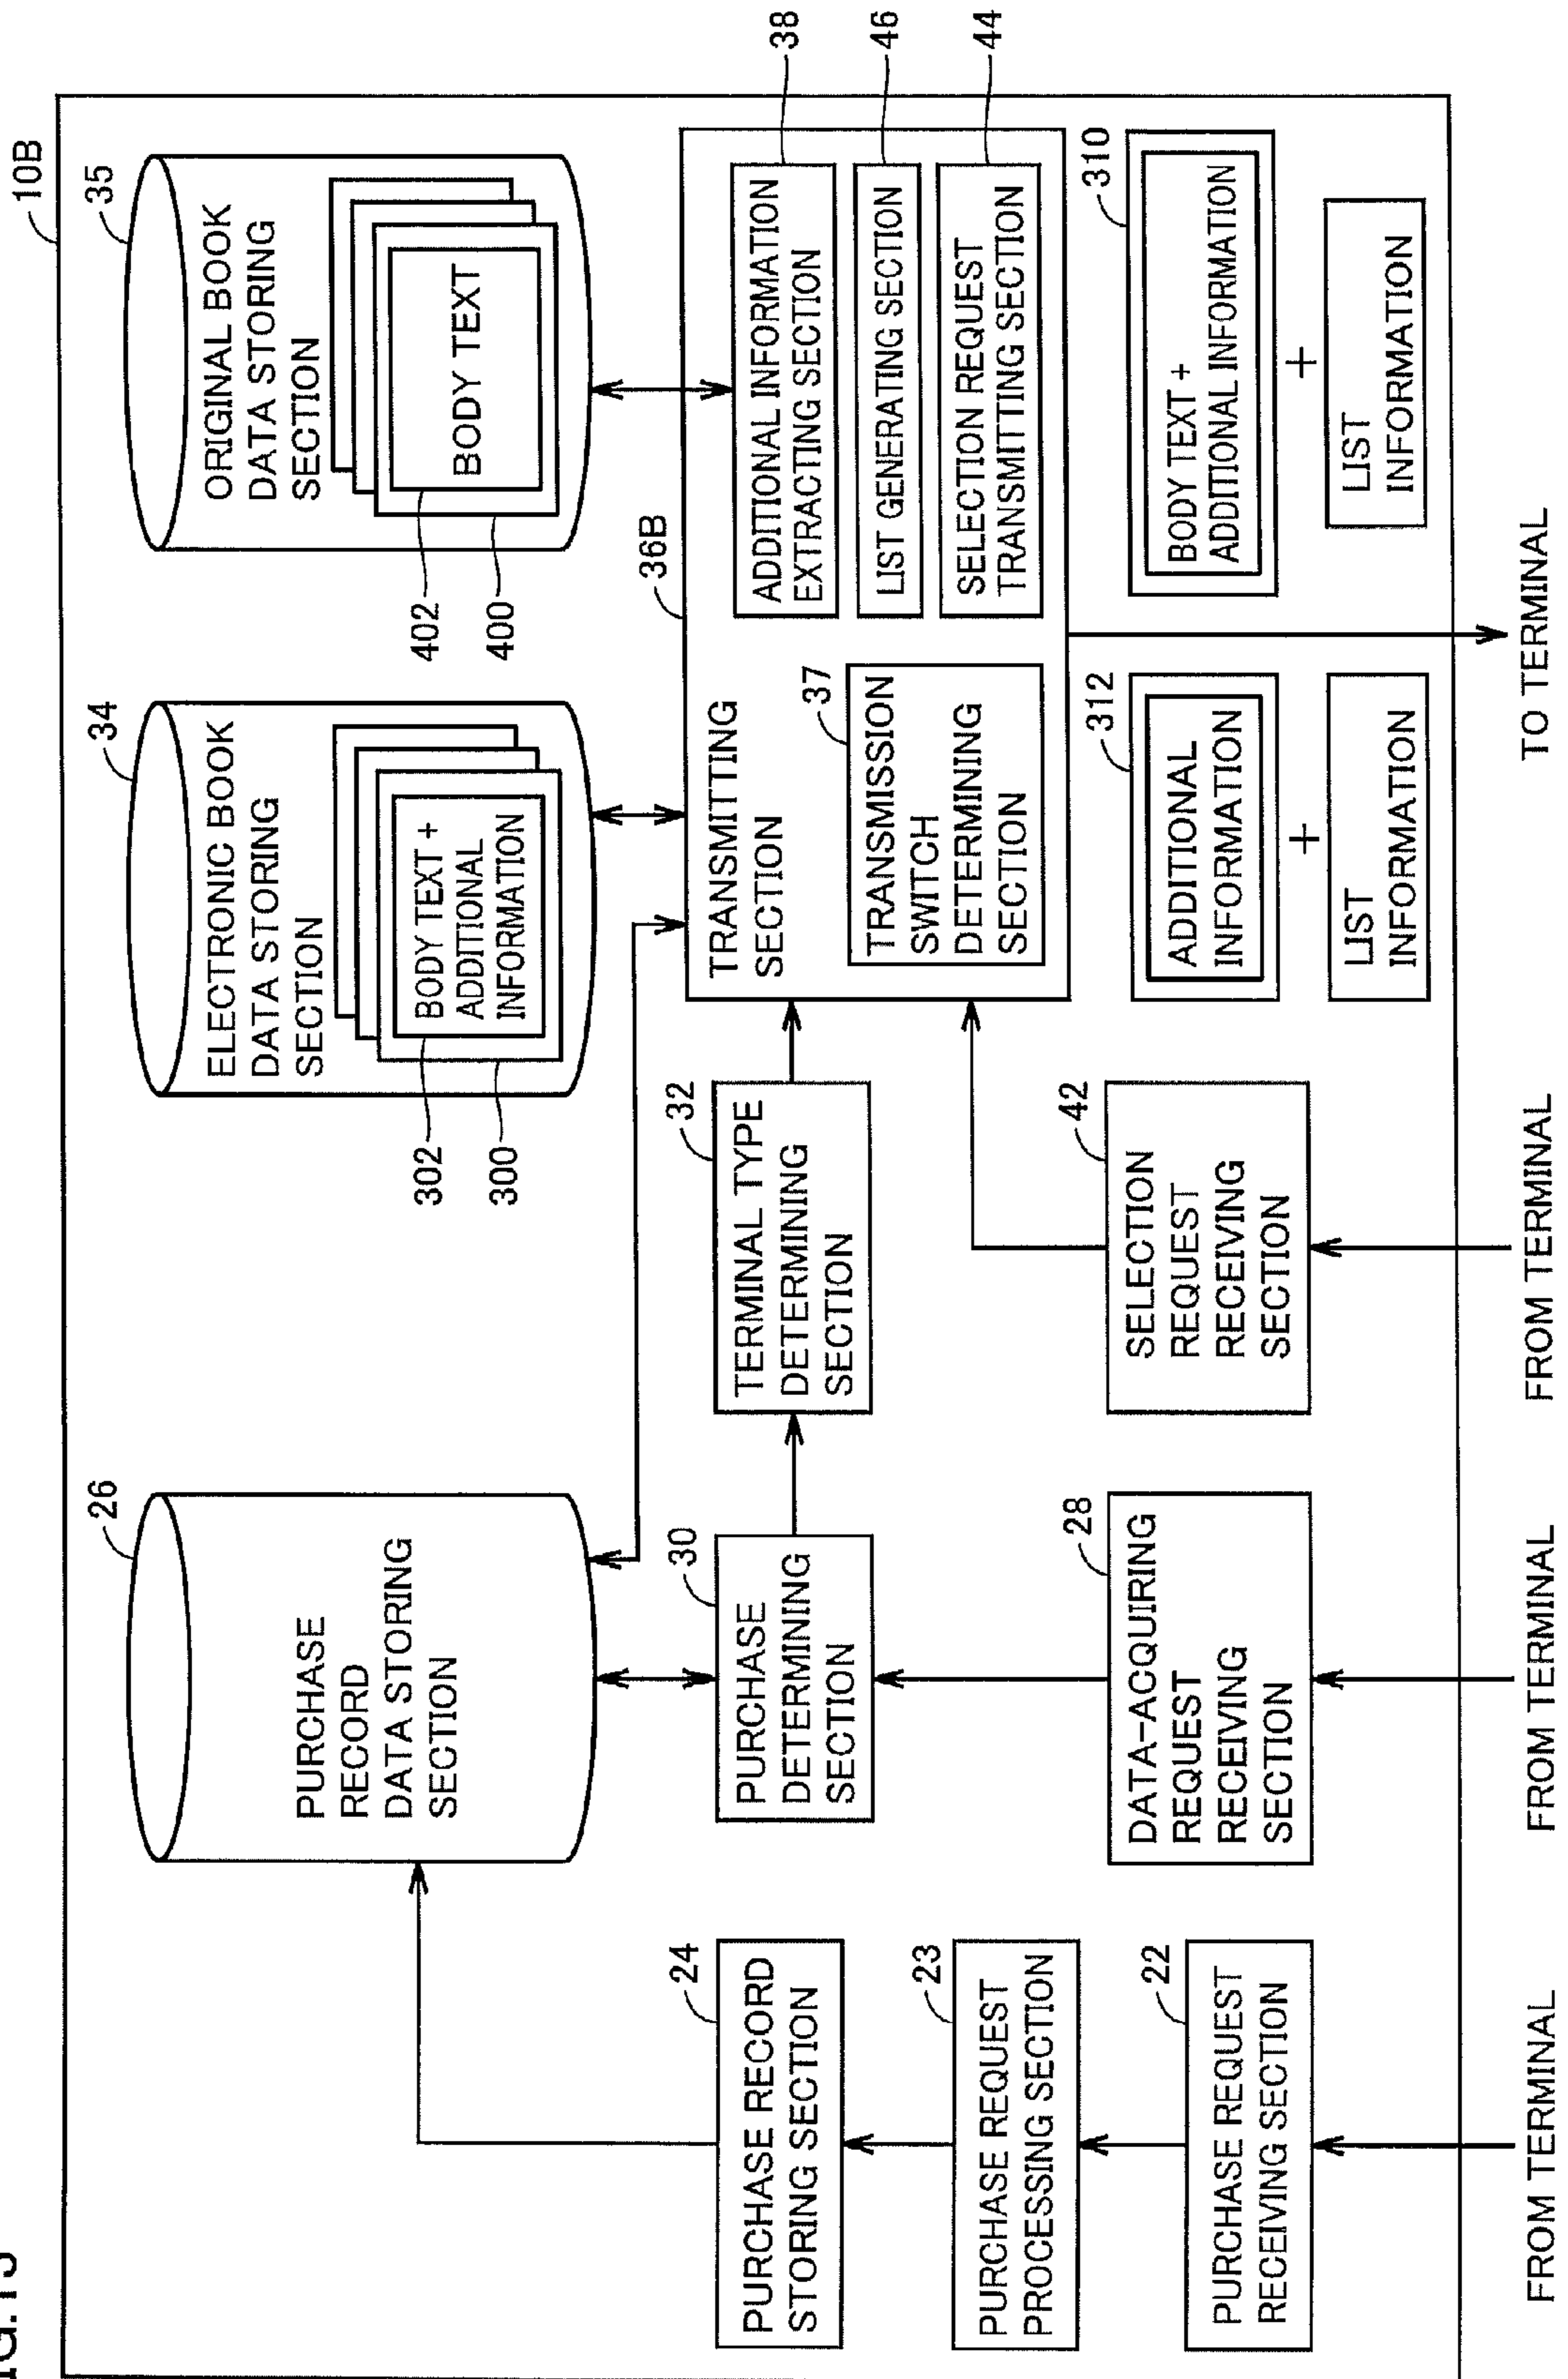 IG.15
10B
26
PURCHASE
RECORD
DATA STORING
SECTION
34
ELECTRONIC BOOK
DATA STORING
SECTION
BODY TEXT +
ADDITIONAL
INFORMATION
302
300
35
ORIGINAL BOOK
DATA STORING
SECTION
BODY TEXT
402
400
24
PURCHASE RECORD
STORING SECTION
23
PURCHASE REQUEST
PROCESSING SECTION
22
PURCHASE REQUEST
RECEIVING SECTION
30
PURCHASE
DETERMINING
SECTION
28
DATA-ACQUIRING
REQUEST
RECEIVING
SECTION
32
TERMINAL TYPE
DETERMINING
SECTION
42
SELECTION
REQUEST
RECEIVING
SECTION
36B
TRANSMITTING
SECTION
37
TRANSMISSION
SWITCH
DETERMINING
SECTION
ADDITIONAL INFORMATION
EXTRACTING SECTION
38
LIST GENERATING SECTION
46
SELECTION REQUEST
TRANSMITTING SECTION
44
312
ADDITIONAL
INFORMATION
+
LIST
INFORMATION
310
BODY TEXT +
ADDITIONAL INFORMATION
+
LIST
INFORMATION
FROM TERMINAL
FROM TERMINAL
FROM TERMINAL
TO TERMINAL